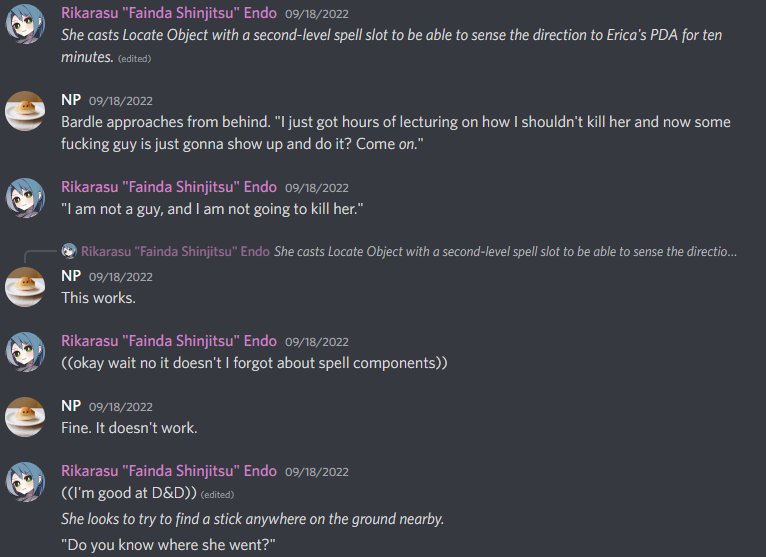 Rikarasu "Fainda Shinjitsu" Endo 09/18/2022
She casts Locate Object with a second-level spell slot to be able to sense the direction to Erica's PDA for ten
minutes. (edited)
NP 09/18/2022
Bardle approaches from behind. "I just got hours of lecturing on how I shouldn't kill her and now some
fucking guy is just gonna show up and do it? Come on."
Rikarasu "Fainda Shinjitsu" Endo 09/18/2022
"I am not a guy, and I am not going to kill her."
Rikarasu "Fainda Shinjitsu" Endo She casts Locate Object with a second-level spell slot to be able to sense the directio...
NP 09/18/2022
This works.
Rikarasu "Fainda Shinjitsu" Endo 09/18/2022
((okay wait no it doesn't I forgot about spell components))
NP 09/18/2022
Fine. It doesn't work.
Rikarasu "Fainda Shinjitsu" Endo 09/18/2022
((I'm good at D&D)) (edited)
She looks to try to find a stick anywhere on the ground nearby.
"Do you know where she went?"